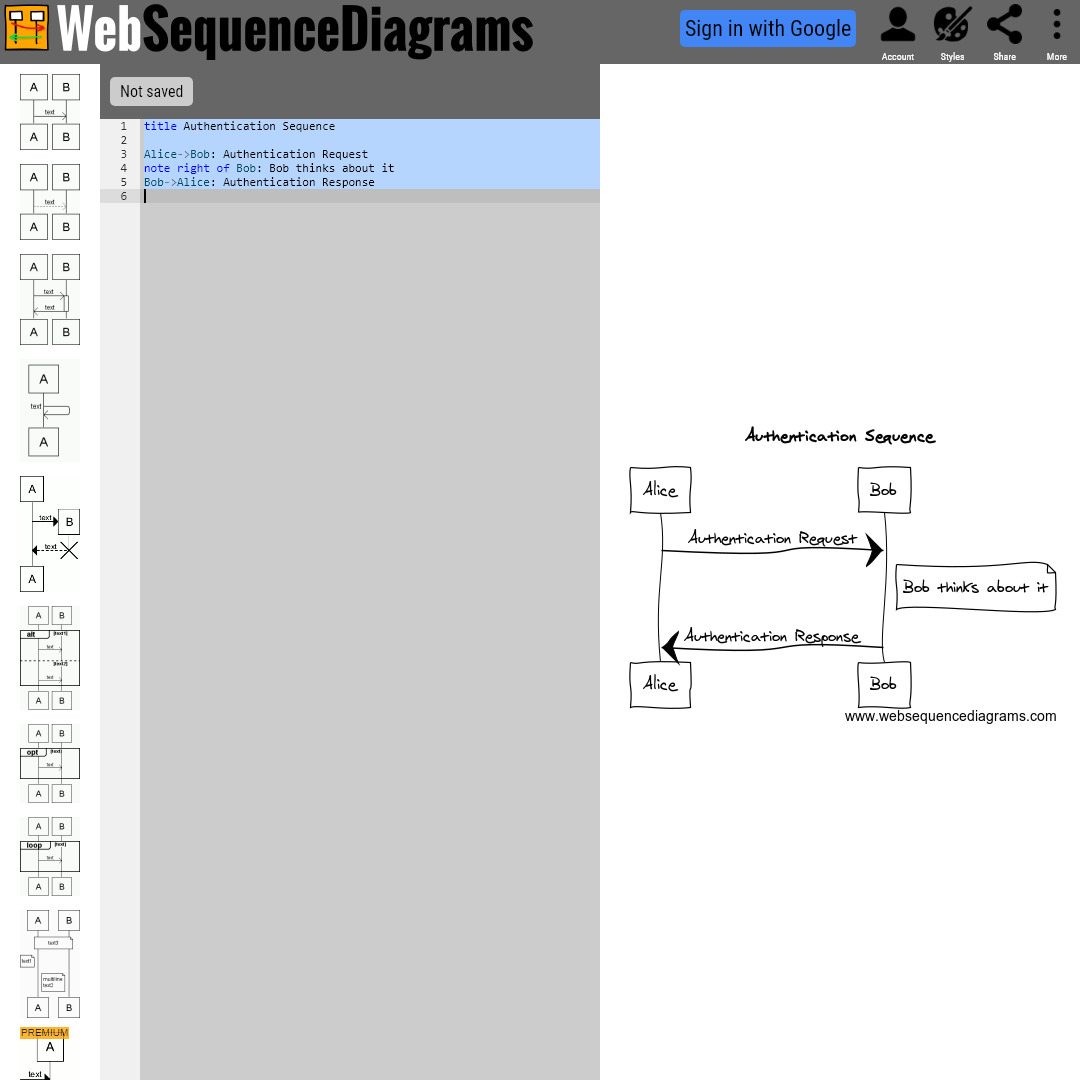 WebSequenceDiagrams
Sign in with Google
Account
Styles
Share
More
Not saved
1 title Authentication Sequence
2
3 Alice->Bob: Authentication Request
4 note right of Bob: Bob thinks about it
5 Bob->Alice: Authentication Response
6
A B
text
A B
A B
text
A B
A B
text
text
A B
A
text
A
A
text
B
text
A
A B
alt [text1]
text
[text2]
text
A B
A B
opt [text]
text
A B
A B
loop [text]
text
A B
A B
text3
text1
multiline
text2
A B
PREMIUM
A
text
Authentication Sequence
Alice Bob
Authentication Request
Bob thinks about it
Authentication Response
Alice Bob
www.websequencediagrams.com